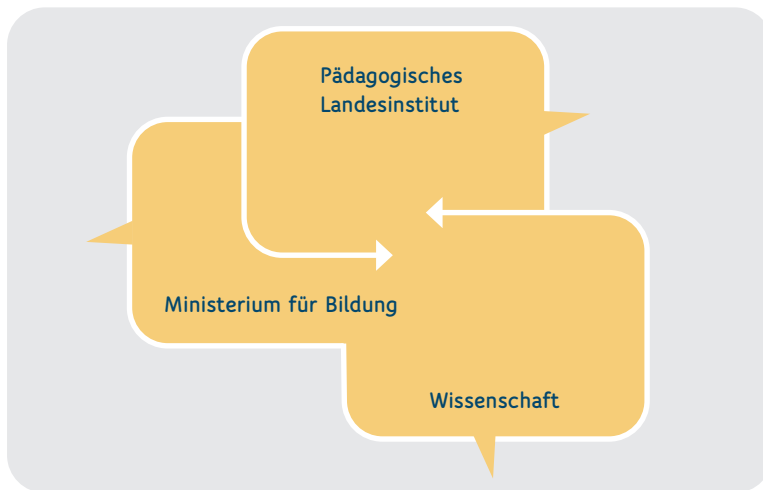 Pädagogisches
Landesinstitut
Ministerium für Bildung
Wissenschaft